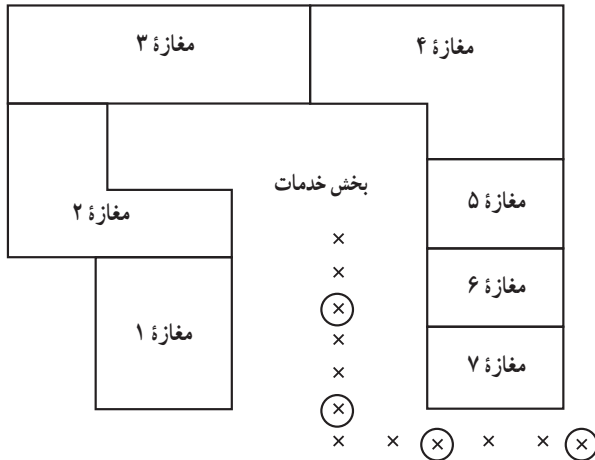 مغازهٔ ۳
مغازهٔ ۴
مغازهٔ ۲
بخش خدمات
مغازهٔ ۵
مغازهٔ ۶
مغازهٔ ۱
مغازهٔ ۷